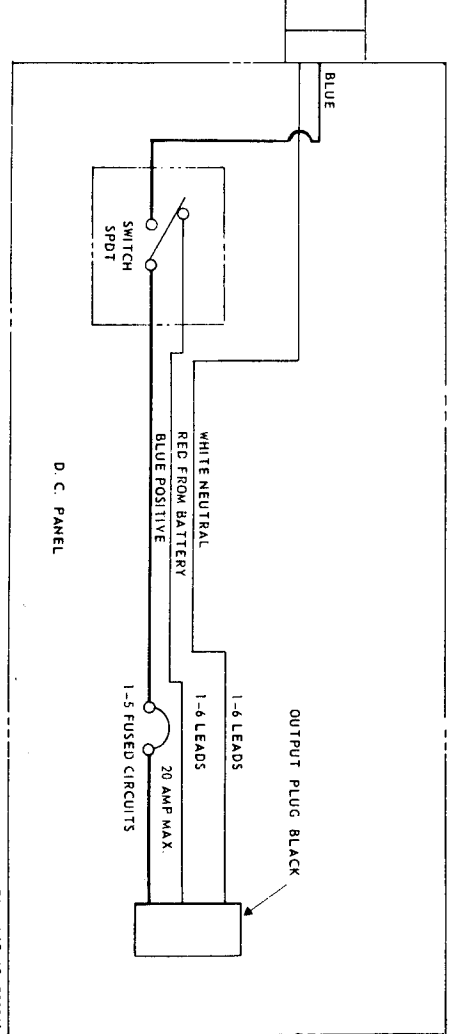 BLUE
SWITCH
SPDT
WHITE NEUTRAL
RED FROM BATTERY
BLUE POSITIVE
D. C. PANEL
1-6 LEADS
1-6 LEADS
20 AMP MAX.
1-5 FUSED CIRCUITS
OUTPUT PLUG BLACK